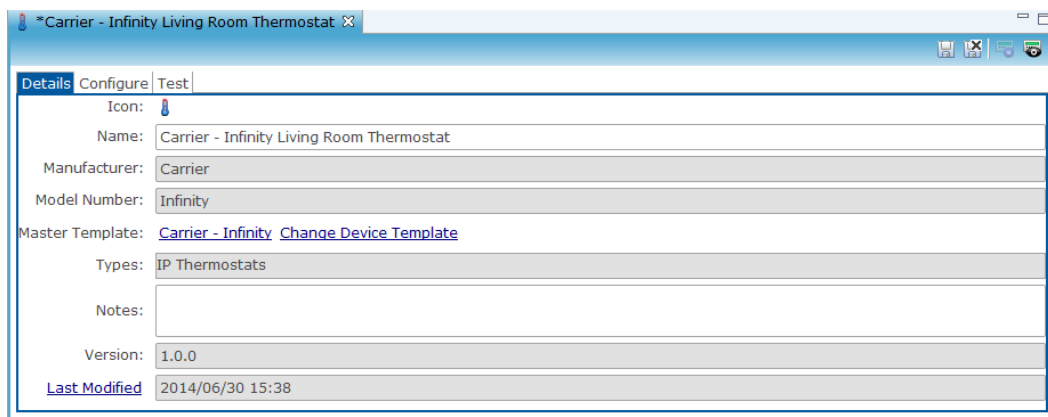 *Carrier - Infinity Living Room Thermostat
Details Configure Test
Icon:
Name: Carrier - Infinity Living Room Thermostat
Manufacturer: Carrier
Model Number: Infinity
Master Template: Carrier - Infinity Change Device Template
Types: IP Thermostats
Notes:
Version: 1.0.0
Last Modified 2014/06/30 15:38